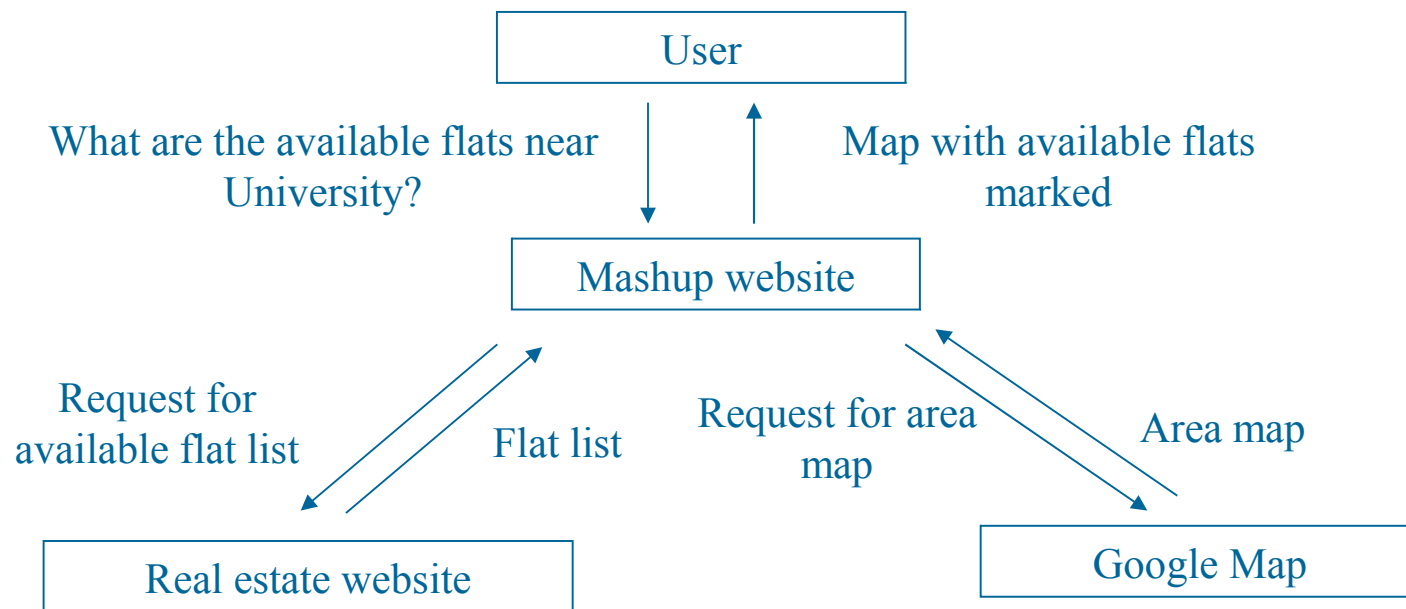 User
What are the available flats near
University?
Map with available flats
marked
Mashup website
Request for
available flat list
Flat list
Request for area
map
Area map
Real estate website
Google Map